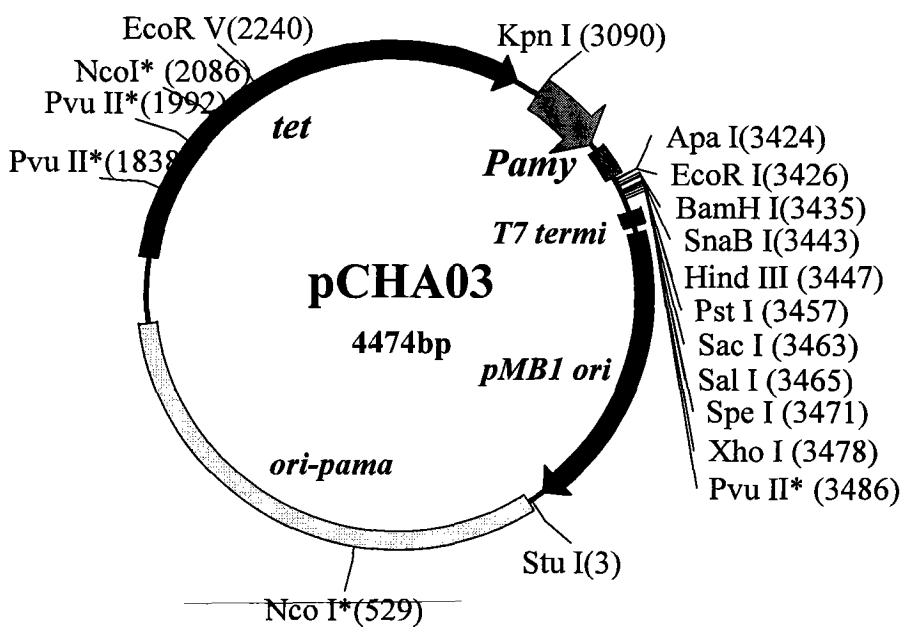 EcoR V(2240)
Kpn I (3090)
NcoI* (2086)
Pvu II*(1992)
Pvu II*(1838
tet
Pamy
Apa I(3424)
EcoR I(3426)
BamH I(3435)
SnaB I(3443)
Hind III(3447)
Pst I(3457)
Sac I(3463)
Sal I(3465)
Spe I(3471)
Xho I (3478)
Pvu II* (3486)
T7 termi
pCHA03
4474bp
pMB1 ori
ori-pama
Stu I(3)
Nco I*(529)